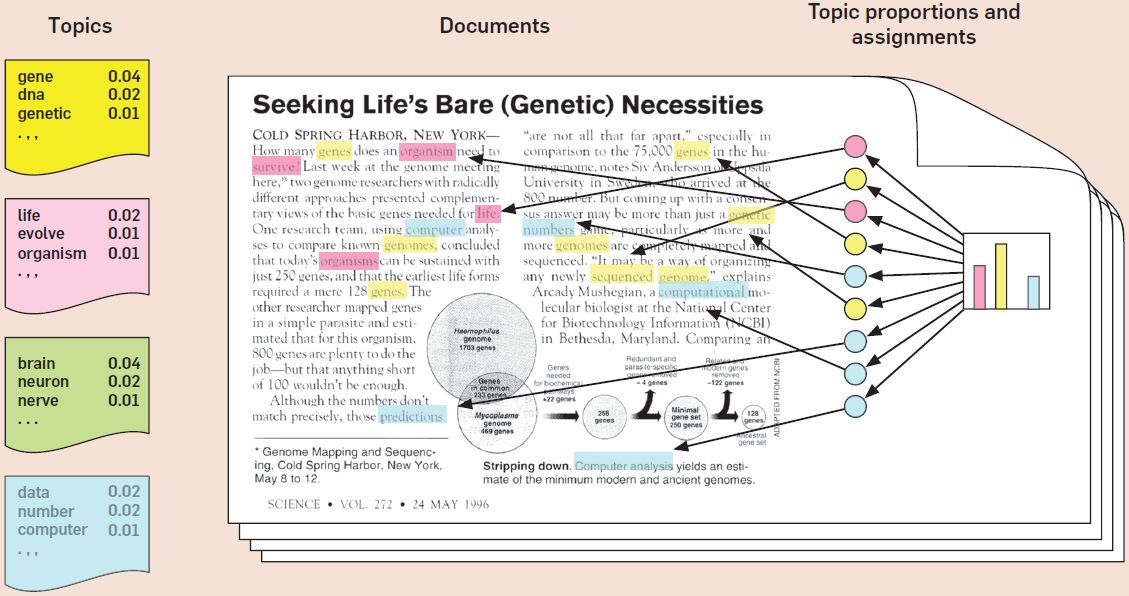 Topics
Documents
Topic proportions and
assignments
gene 0.04
dna 0.02
genetic 0.01
. , ,
life 0.02
evolve 0.01
organism 0.01
. , ,
brain 0.04
neuron 0.02
nerve 0.01
...
data 0.02
number 0.02
computer 0.01
. , ,
Seeking Life's Bare (Genetic) Necessities
COLD SPRING HARBOR, NEW YORK—
How many genes does an organism need to
survive? Last week at the genome meeting
here,* two genome researchers with radically
different approaches presented complemen-
tary views of the basic genes needed for life.
One research team, using computer analy-
ses to compare known genomes, concluded
that today's organisms can be sustained with
just 250 genes, and that the earliest life forms
required a mere 128 genes. The
other researcher mapped genes
in a simple parasite and esti-
mated that for this organism,
800 genes are plenty to do the
job—but that anything short
of 100 wouldn't be enough.
Although the numbers don't
match precisely, those predictions
* Genome Mapping and Sequenc-
ing, Cold Spring Harbor, New York,
May 8 to 12.
"are not all that far apart," especially in
comparison to the 75,000 genes in the hu-
man genome, notes Siv Andersson of Uppsala
University in Sweden, who arrived at the
800 number. But coming up with a consen-
sus answer may be more than just a genetic
numbers game, particularly as more and
more genomes are completely mapped and
sequenced. "It may be a way of organizing
any newly sequenced genome," explains
Arcady Mushegian, a computational mo-
lecular biologist at the National Center
for Biotechnology Information (NCBI)
in Bethesda, Maryland. Comparing an
Haemophilus
genome
1703 genes
Genes
in common
233 genes
Mycoplasma
genome
469 genes
Genes
needed
for biochemical
pathways
+22 genes
256
genes
Redundant and
parasite-specific
genes removed
– 4 genes
Minimal
gene set
250 genes
Related and
modern genes
removed
–122 genes
128
genes
Ancestral
gene set
ADAPTED FROM NCBI
Stripping down. Computer analysis yields an esti-
mate of the minimum modern and ancient genomes.
SCIENCE • VOL. 272 • 24 MAY 1996